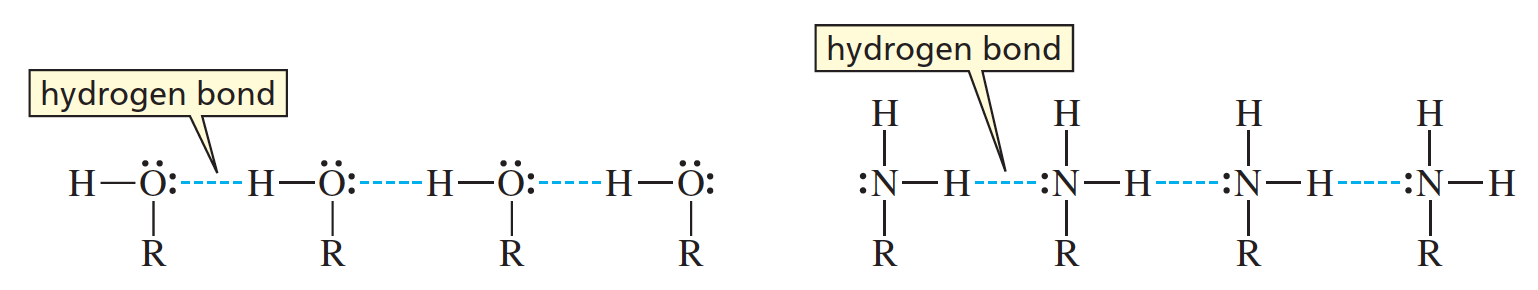 hydrogen bond
H—Ö:-----H—Ö:-----H—Ö:-----H—Ö:
R R R R
hydrogen bond
H H H H
:N—H-----:N—H-----:N—H-----:N—H
R R R R